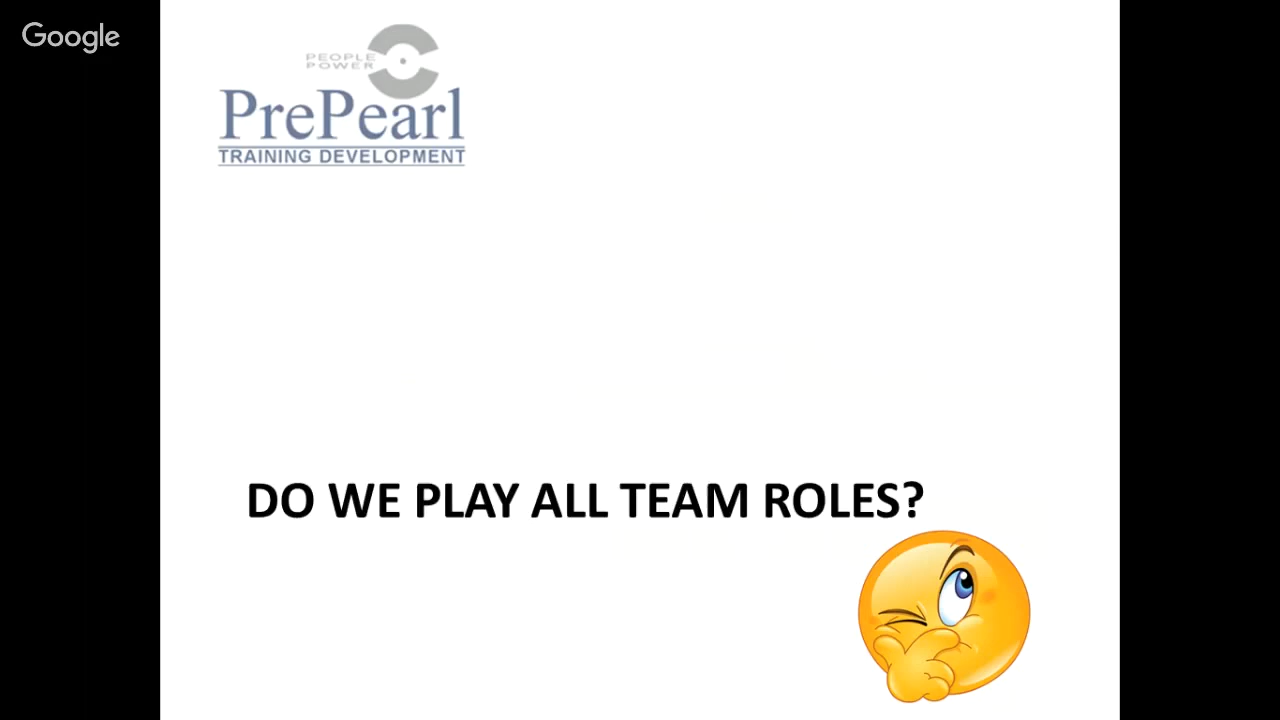 Google
PEOPLE
POWER
PrePearl
TRAINING DEVELOPMENT
DO WE PLAY ALL TEAM ROLES?